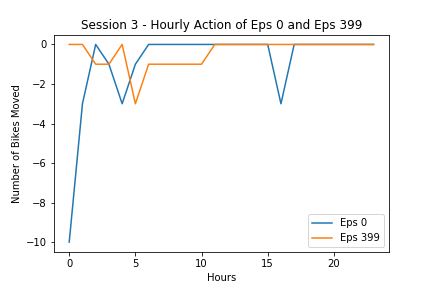 Session 3 - Hourly Action of Eps 0 and Eps 399
Number of Bikes Moved
0
−2
−4
−6
−8
−10
0 5 10 15 20
Hours
Eps 0
Eps 399